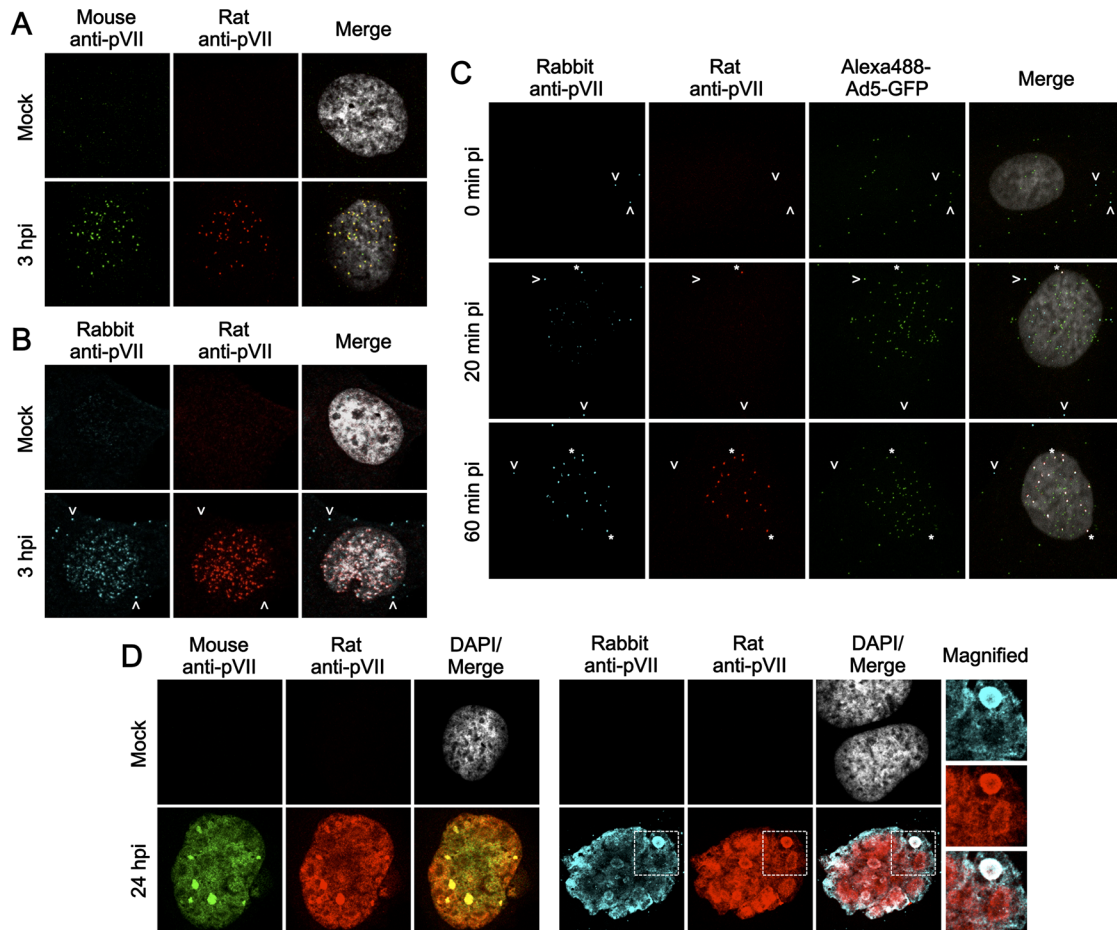 A
Mouse anti-pVII
Rat anti-pVII
Merge
Mock
3 hpi
B
Rabbit anti-pVII
Rat anti-pVII
Merge
Mock
3 hpi
C
Rabbit anti-pVII
Rat anti-pVII
Alexa488-Ad5-GFP
Merge
0 min pi
20 min pi
60 min pi
D
Mouse anti-pVII
Rat anti-pVII
DAPI/Merge
Rabbit anti-pVII
Rat anti-pVII
DAPI/Merge
Magnified
Mock
24 hpi